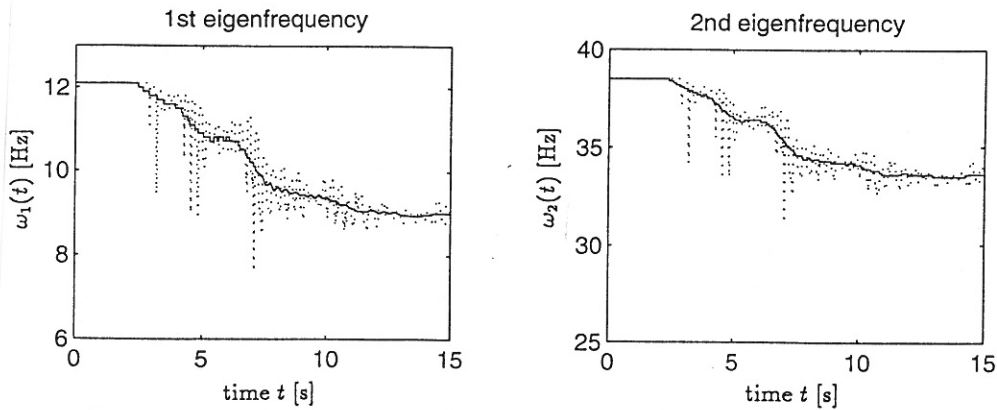 1st eigenfrequency
12
10
8
6
0
5
10
15
ω₁(t) [Hz]
time t [s]
2nd eigenfrequency
40
35
30
25
0
5
10
15
ω₂(t) [Hz]
time t [s]